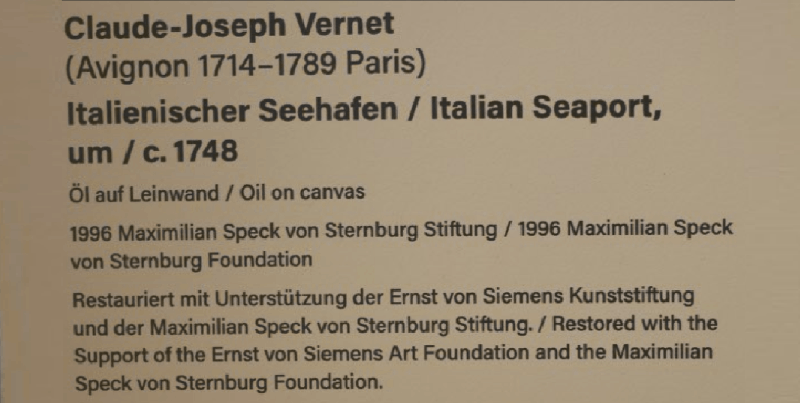 Claude-Joseph Vernet
(Avignon 1714–1789 Paris)
Italienischer Seehafen / Italian Seaport,
um / c. 1748
Öl auf Leinwand / Oil on canvas
1996 Maximilian Speck von Sternburg Stiftung / 1996 Maximilian Speck
von Sternburg Foundation
Restauriert mit Unterstützung der Ernst von Siemens Kunststiftung
und der Maximilian Speck von Sternburg Stiftung. / Restored with the
Support of the Ernst von Siemens Art Foundation and the Maximilian
Speck von Sternburg Foundation.